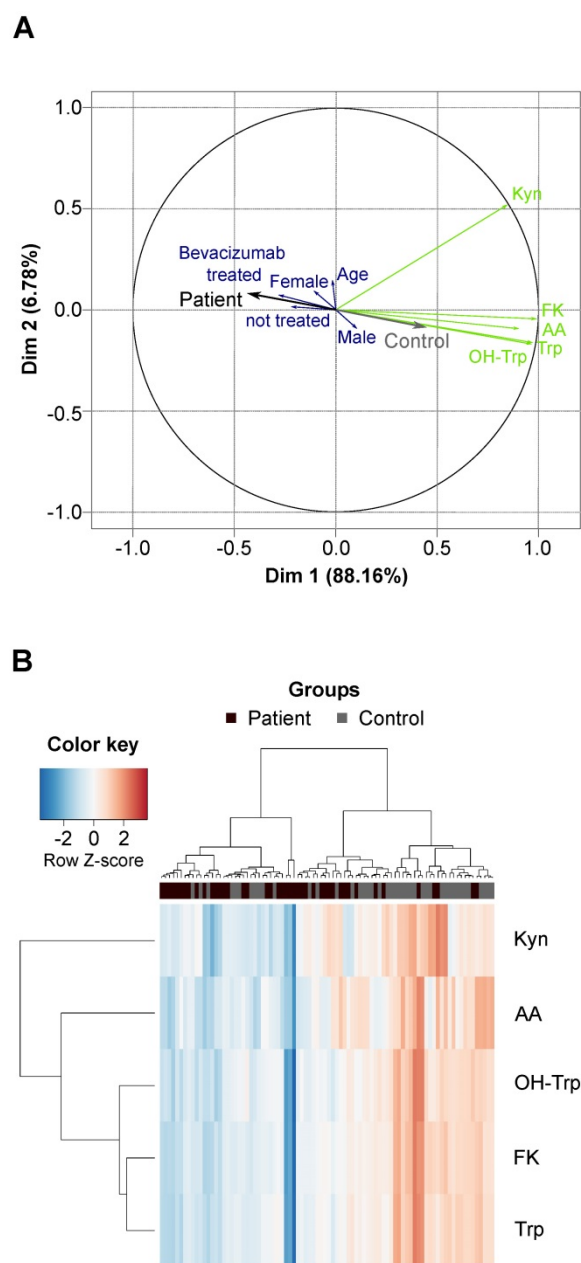 A
Dim 2 (6.78%)
1.0
0.5
0.0
-0.5
-1.0
Kyn
Bevacizumab
treated
Female
Age
Patient
not treated
Male
Control
FK
AA
OH-Trp
Trp
-1.0 -0.5 0.0 0.5 1.0
Dim 1 (88.16%)
B
Groups
Patient Control
Color key
-2 0 2
Row Z-score
Kyn
AA
OH-Trp
FK
Trp